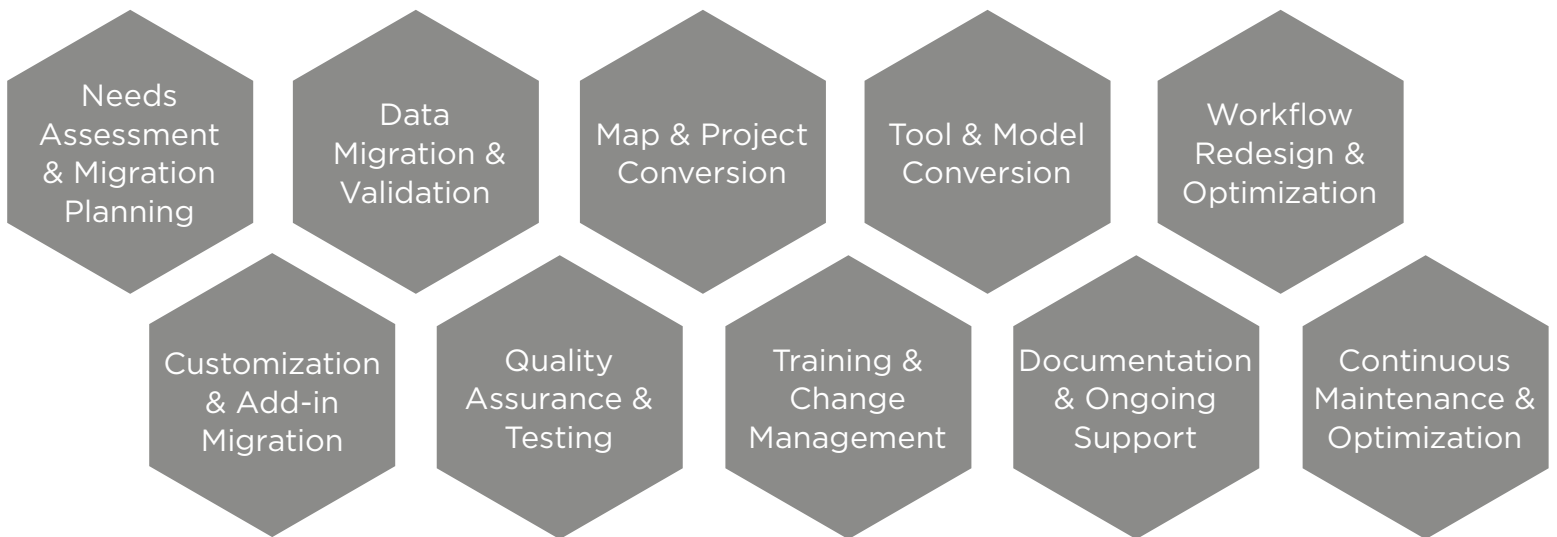 Needs
Assessment
& Migration
Planning
Data
Migration &
Validation
Map & Project
Conversion
Tool & Model
Conversion
Workflow
Redesign &
Optimization
Customization
& Add-in
Migration
Quality
Assurance &
Testing
Training &
Change
Management
Documentation
& Ongoing
Support
Continuous
Maintenance &
Optimization